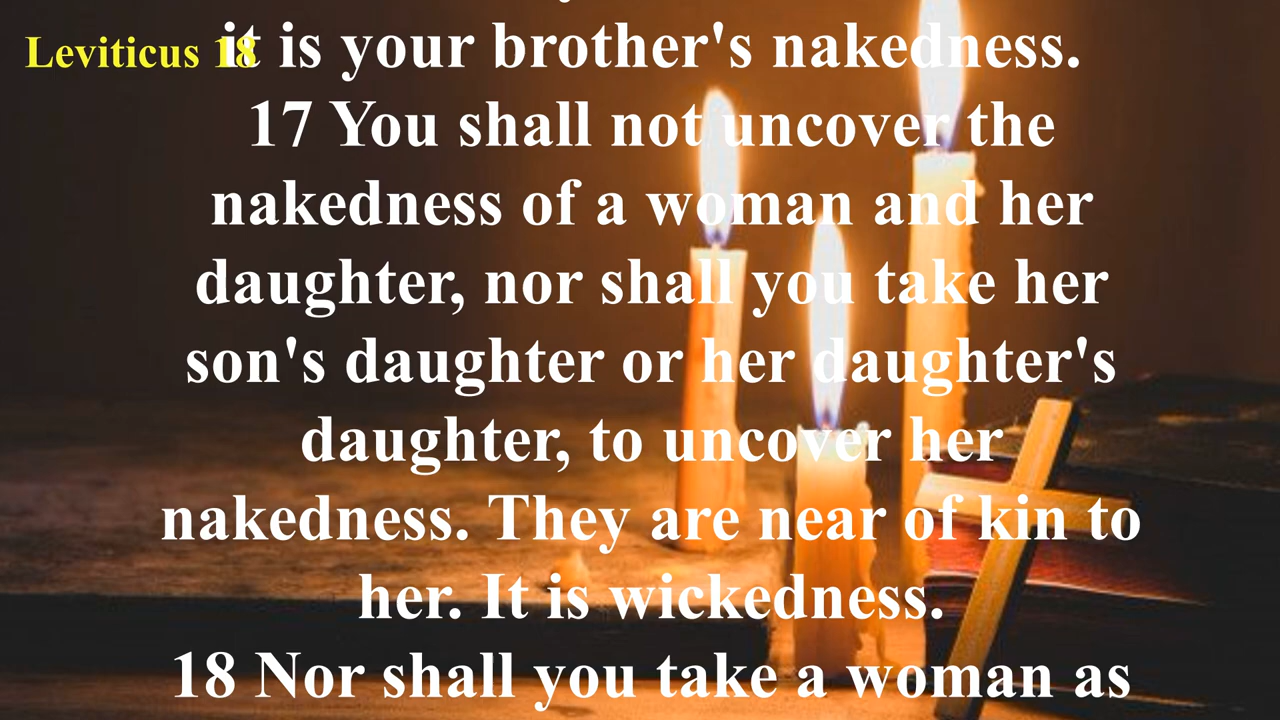 Leviticus 18
it is your brother's nakedness.
17 You shall not uncover the
nakedness of a woman and her
daughter, nor shall you take her
son's daughter or her daughter's
daughter, to uncover her
nakedness. They are near of kin to
her. It is wickedness.
18 Nor shall you take a woman as